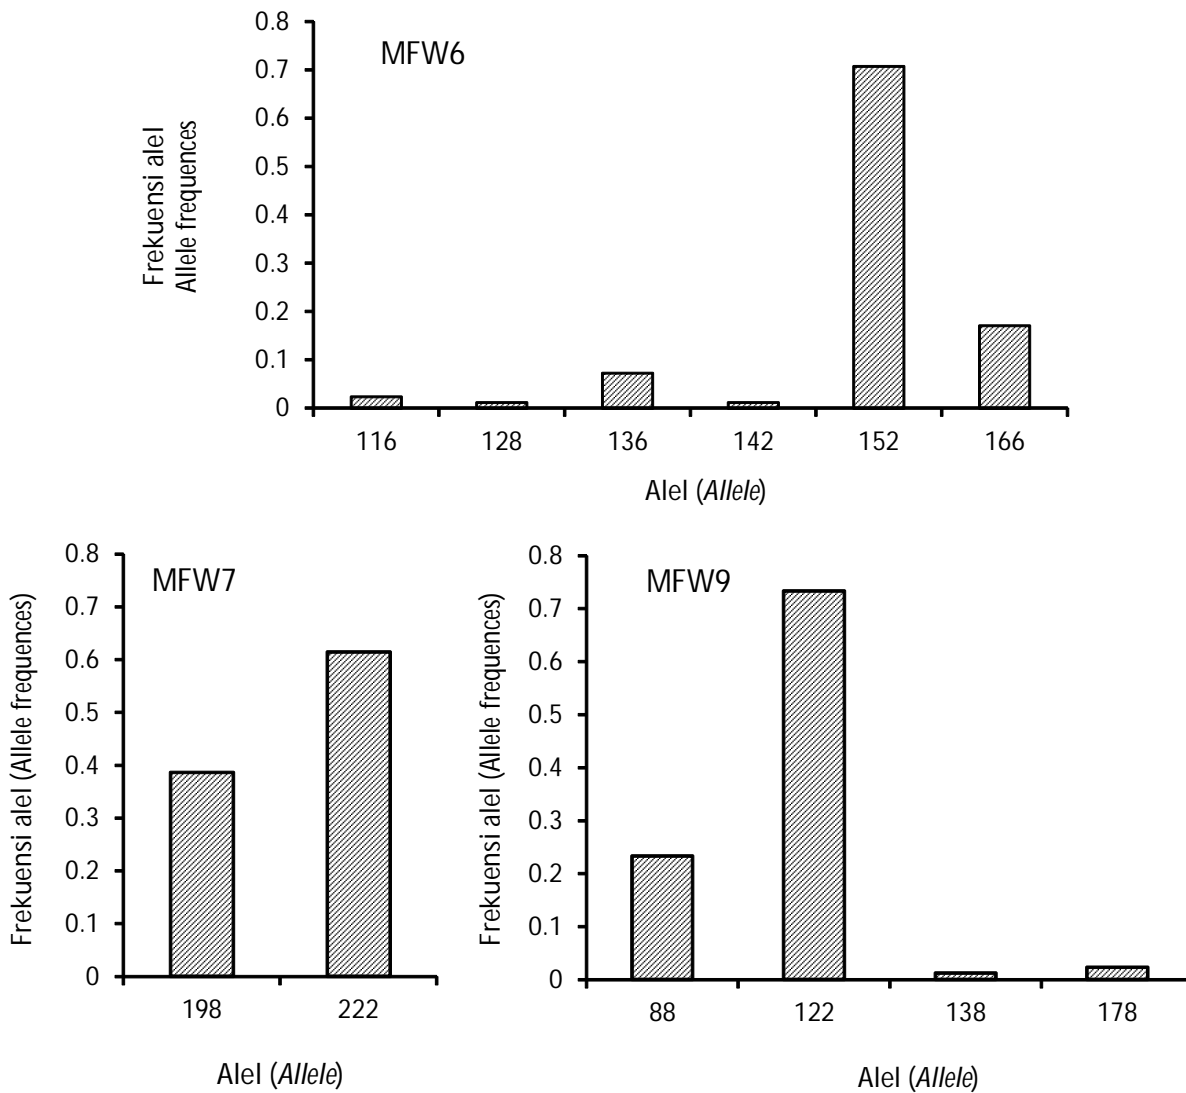 MFW6
Frekuensi alel
Allele frequences
0.8
0.7
0.6
0.5
0.4
0.3
0.2
0.1
0
116 128 136 142 152 166
Alel (Allele)
MFW7
Frekuensi alel (Allele frequences)
0.8
0.7
0.6
0.5
0.4
0.3
0.2
0.1
0
198 222
Alel (Allele)
MFW9
Frekuensi alel (Allele frequences)
0.8
0.7
0.6
0.5
0.4
0.3
0.2
0.1
0
88 122 138 178
Alel (Allele)